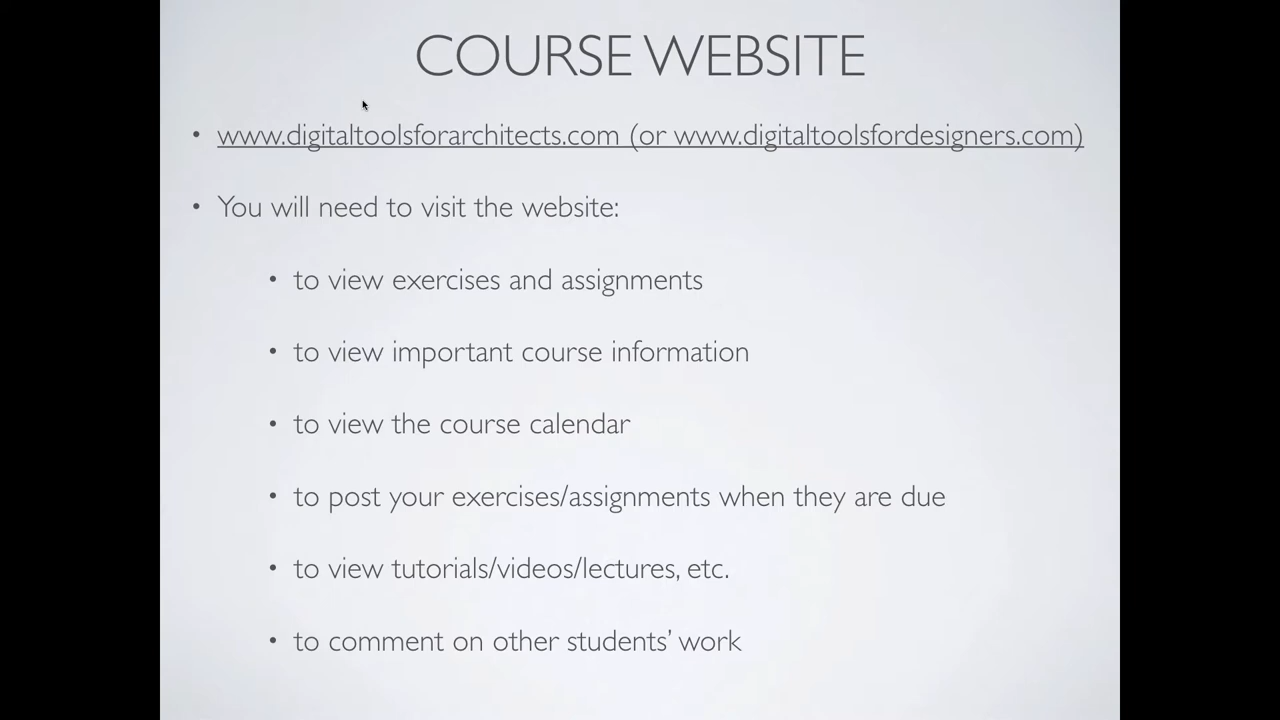 COURSE WEBSITE
• www.digitaltoolsforarchitects.com (or www.digitaltoolsfordesigners.com)
• You will need to visit the website:
• to view exercises and assignments
• to view important course information
• to view the course calendar
• to post your exercises/assignments when they are due
• to view tutorials/videos/lectures, etc.
• to comment on other students’ work